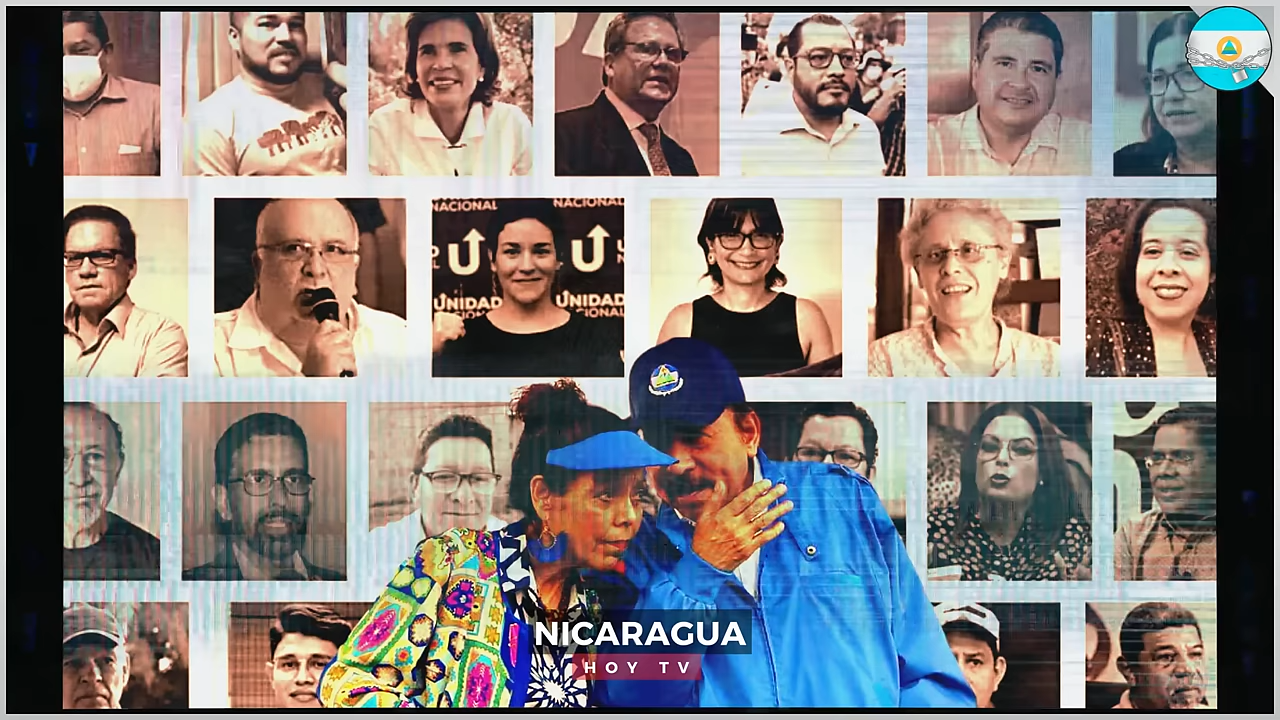 NACIONAL
NACIONAL
U
U
UNIDAD
UNIDAD
NICARAGUA
HOY TV